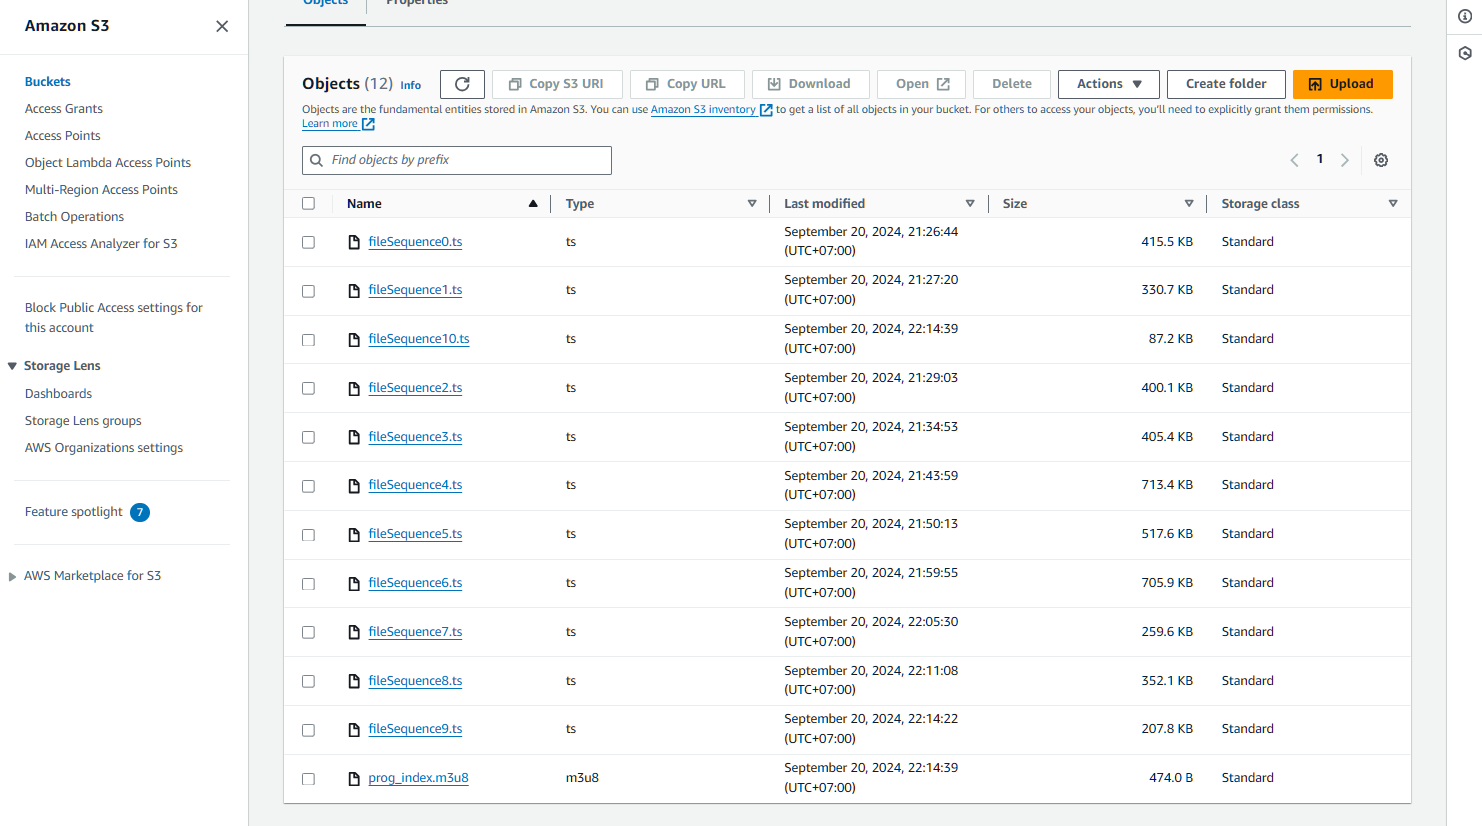 Amazon S3
Buckets
Access Grants
Access Points
Object Lambda Access Points
Multi-Region Access Points
Batch Operations
IAM Access Analyzer for S3
Block Public Access settings for
this account
Storage Lens
Dashboards
Storage Lens groups
AWS Organizations settings
Feature spotlight 7
AWS Marketplace for S3
Objects Properties
Objects (12) Info Copy S3 URI Copy URL Download Open Delete Actions Create folder Upload
Objects are the fundamental entities stored in Amazon S3. You can use Amazon S3 inventory to get a list of all objects in your bucket. For others to access your objects, you'll need to explicitly grant them permissions.
Learn more
Find objects by prefix 1
Name Type Last modified Size Storage class
fileSequence0.ts ts September 20, 2024, 21:26:44 415.5 KB Standard
(UTC+07:00)
fileSequence1.ts ts September 20, 2024, 21:27:20 330.7 KB Standard
(UTC+07:00)
fileSequence10.ts ts September 20, 2024, 22:14:39 87.2 KB Standard
(UTC+07:00)
fileSequence2.ts ts September 20, 2024, 21:29:03 400.1 KB Standard
(UTC+07:00)
fileSequence3.ts ts September 20, 2024, 21:34:53 405.4 KB Standard
(UTC+07:00)
fileSequence4.ts ts September 20, 2024, 21:43:59 713.4 KB Standard
(UTC+07:00)
fileSequence5.ts ts September 20, 2024, 21:50:13 517.6 KB Standard
(UTC+07:00)
fileSequence6.ts ts September 20, 2024, 21:59:55 705.9 KB Standard
(UTC+07:00)
fileSequence7.ts ts September 20, 2024, 22:05:30 259.6 KB Standard
(UTC+07:00)
fileSequence8.ts ts September 20, 2024, 22:11:08 352.1 KB Standard
(UTC+07:00)
fileSequence9.ts ts September 20, 2024, 22:14:22 207.8 KB Standard
(UTC+07:00)
prog_index.m3u8 m3u8 September 20, 2024, 22:14:39 474.0 B Standard
(UTC+07:00)